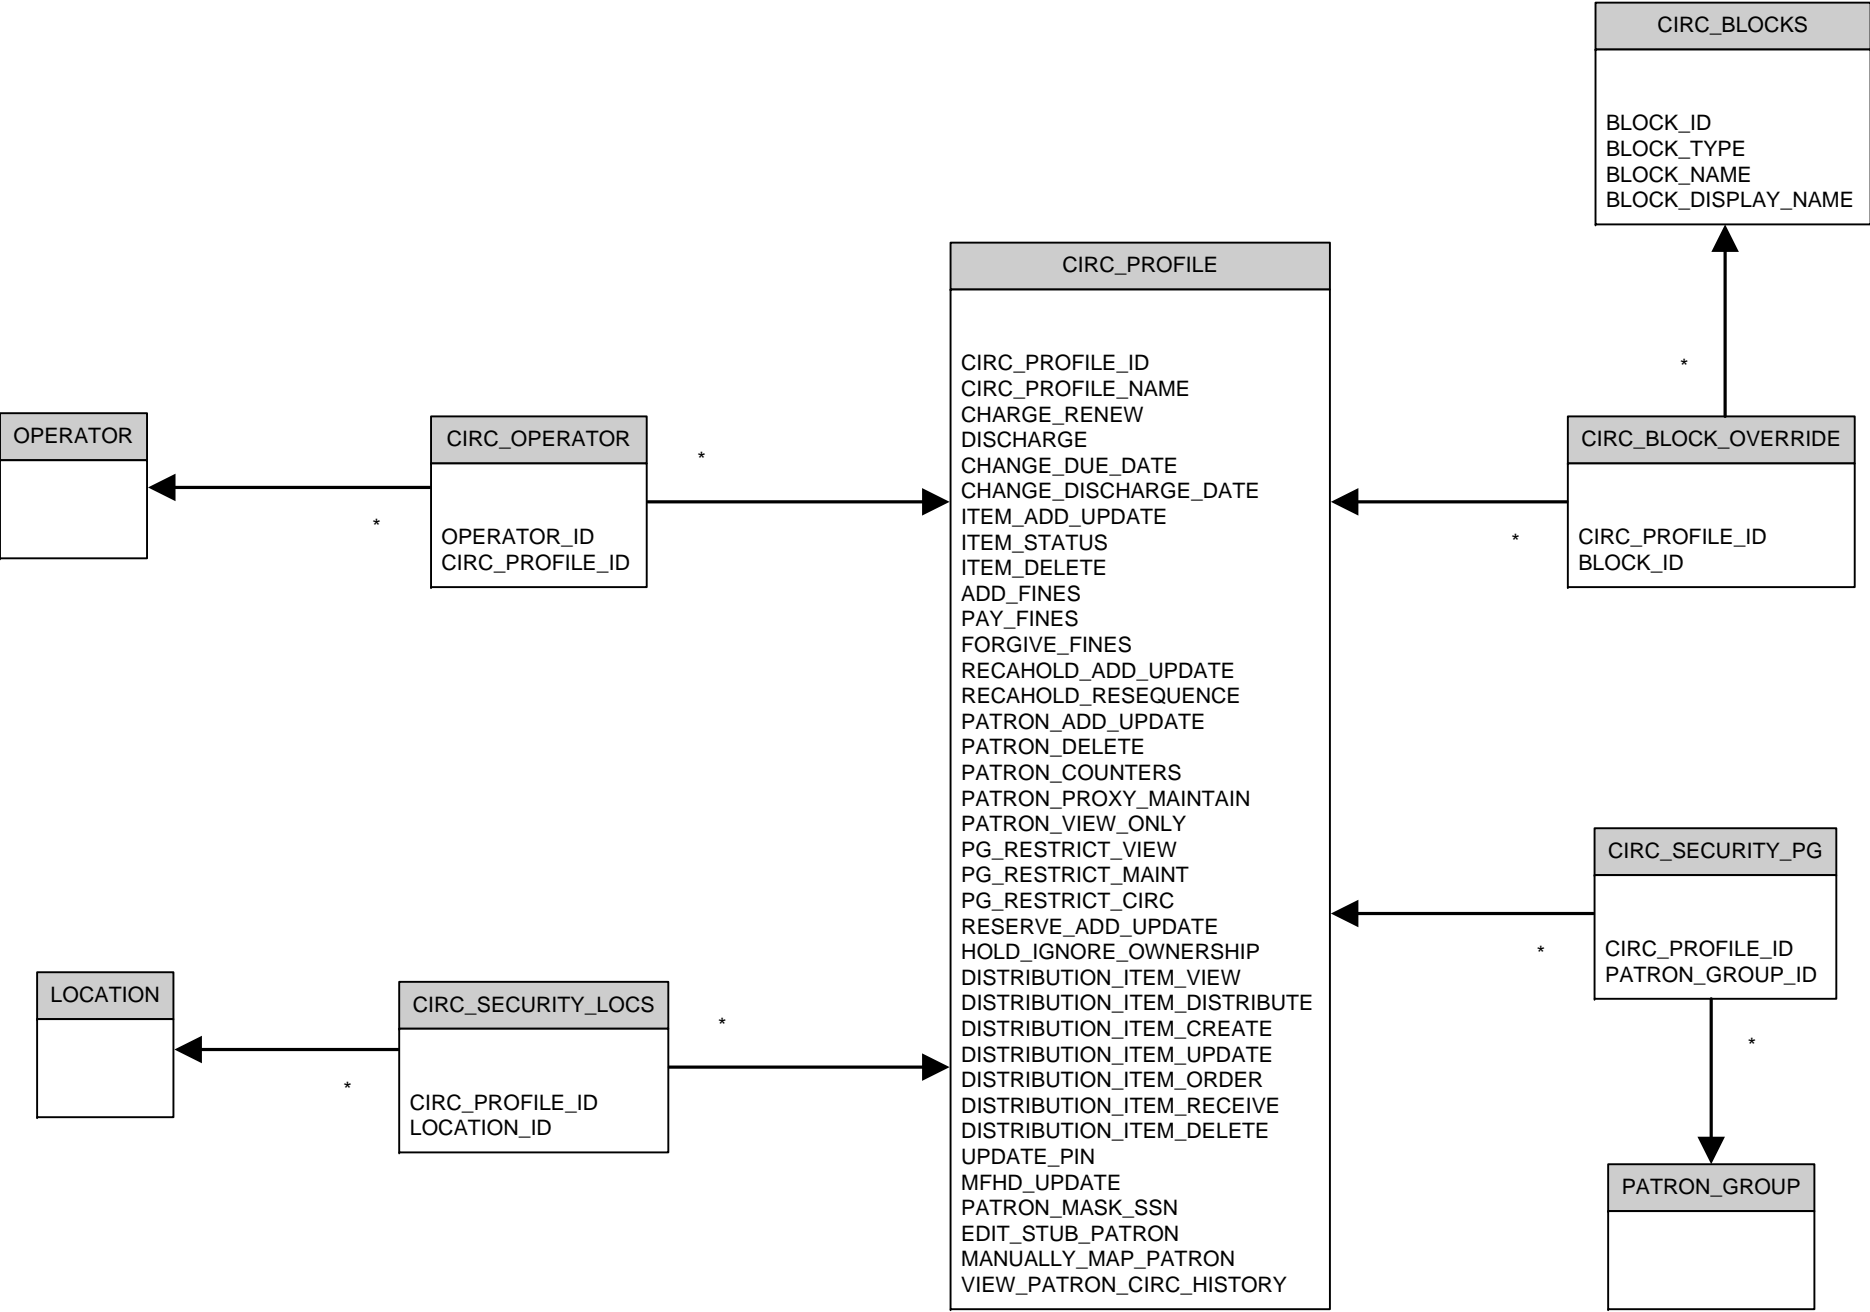 CIRC_BLOCKS
BLOCK_ID
BLOCK_TYPE
BLOCK_NAME
BLOCK_DISPLAY_NAME
*
CIRC_PROFILE
CIRC_PROFILE_ID
CIRC_PROFILE_NAME
CHARGE_RENEW
DISCHARGE
CHANGE_DUE_DATE
CHANGE_DISCHARGE_DATE
ITEM_ADD_UPDATE
ITEM_STATUS
ITEM_DELETE
ADD_FINES
PAY_FINES
FORGIVE_FINES
RECAHOLD_ADD_UPDATE
RECAHOLD_RESEQUENCE
PATRON_ADD_UPDATE
PATRON_DELETE
PATRON_COUNTERS
PATRON_PROXY_MAINTAIN
PATRON_VIEW_ONLY
PG_RESTRICT_VIEW
PG_RESTRICT_MAINT
PG_RESTRICT_CIRC
RESERVE_ADD_UPDATE
HOLD_IGNORE_OWNERSHIP
DISTRIBUTION_ITEM_VIEW
DISTRIBUTION_ITEM_DISTRIBUTE
DISTRIBUTION_ITEM_CREATE
DISTRIBUTION_ITEM_UPDATE
DISTRIBUTION_ITEM_ORDER
DISTRIBUTION_ITEM_RECEIVE
DISTRIBUTION_ITEM_DELETE
UPDATE_PIN
MFHD_UPDATE
PATRON_MASK_SSN
EDIT_STUB_PATRON
MANUALLY_MAP_PATRON
VIEW_PATRON_CIRC_HISTORY
OPERATOR
*
CIRC_OPERATOR
OPERATOR_ID
CIRC_PROFILE_ID
*
CIRC_BLOCK_OVERRIDE
CIRC_PROFILE_ID
BLOCK_ID
*
LOCATION
*
CIRC_SECURITY_LOCS
CIRC_PROFILE_ID
LOCATION_ID
*
CIRC_SECURITY_PG
CIRC_PROFILE_ID
PATRON_GROUP_ID
*
*
PATRON_GROUP